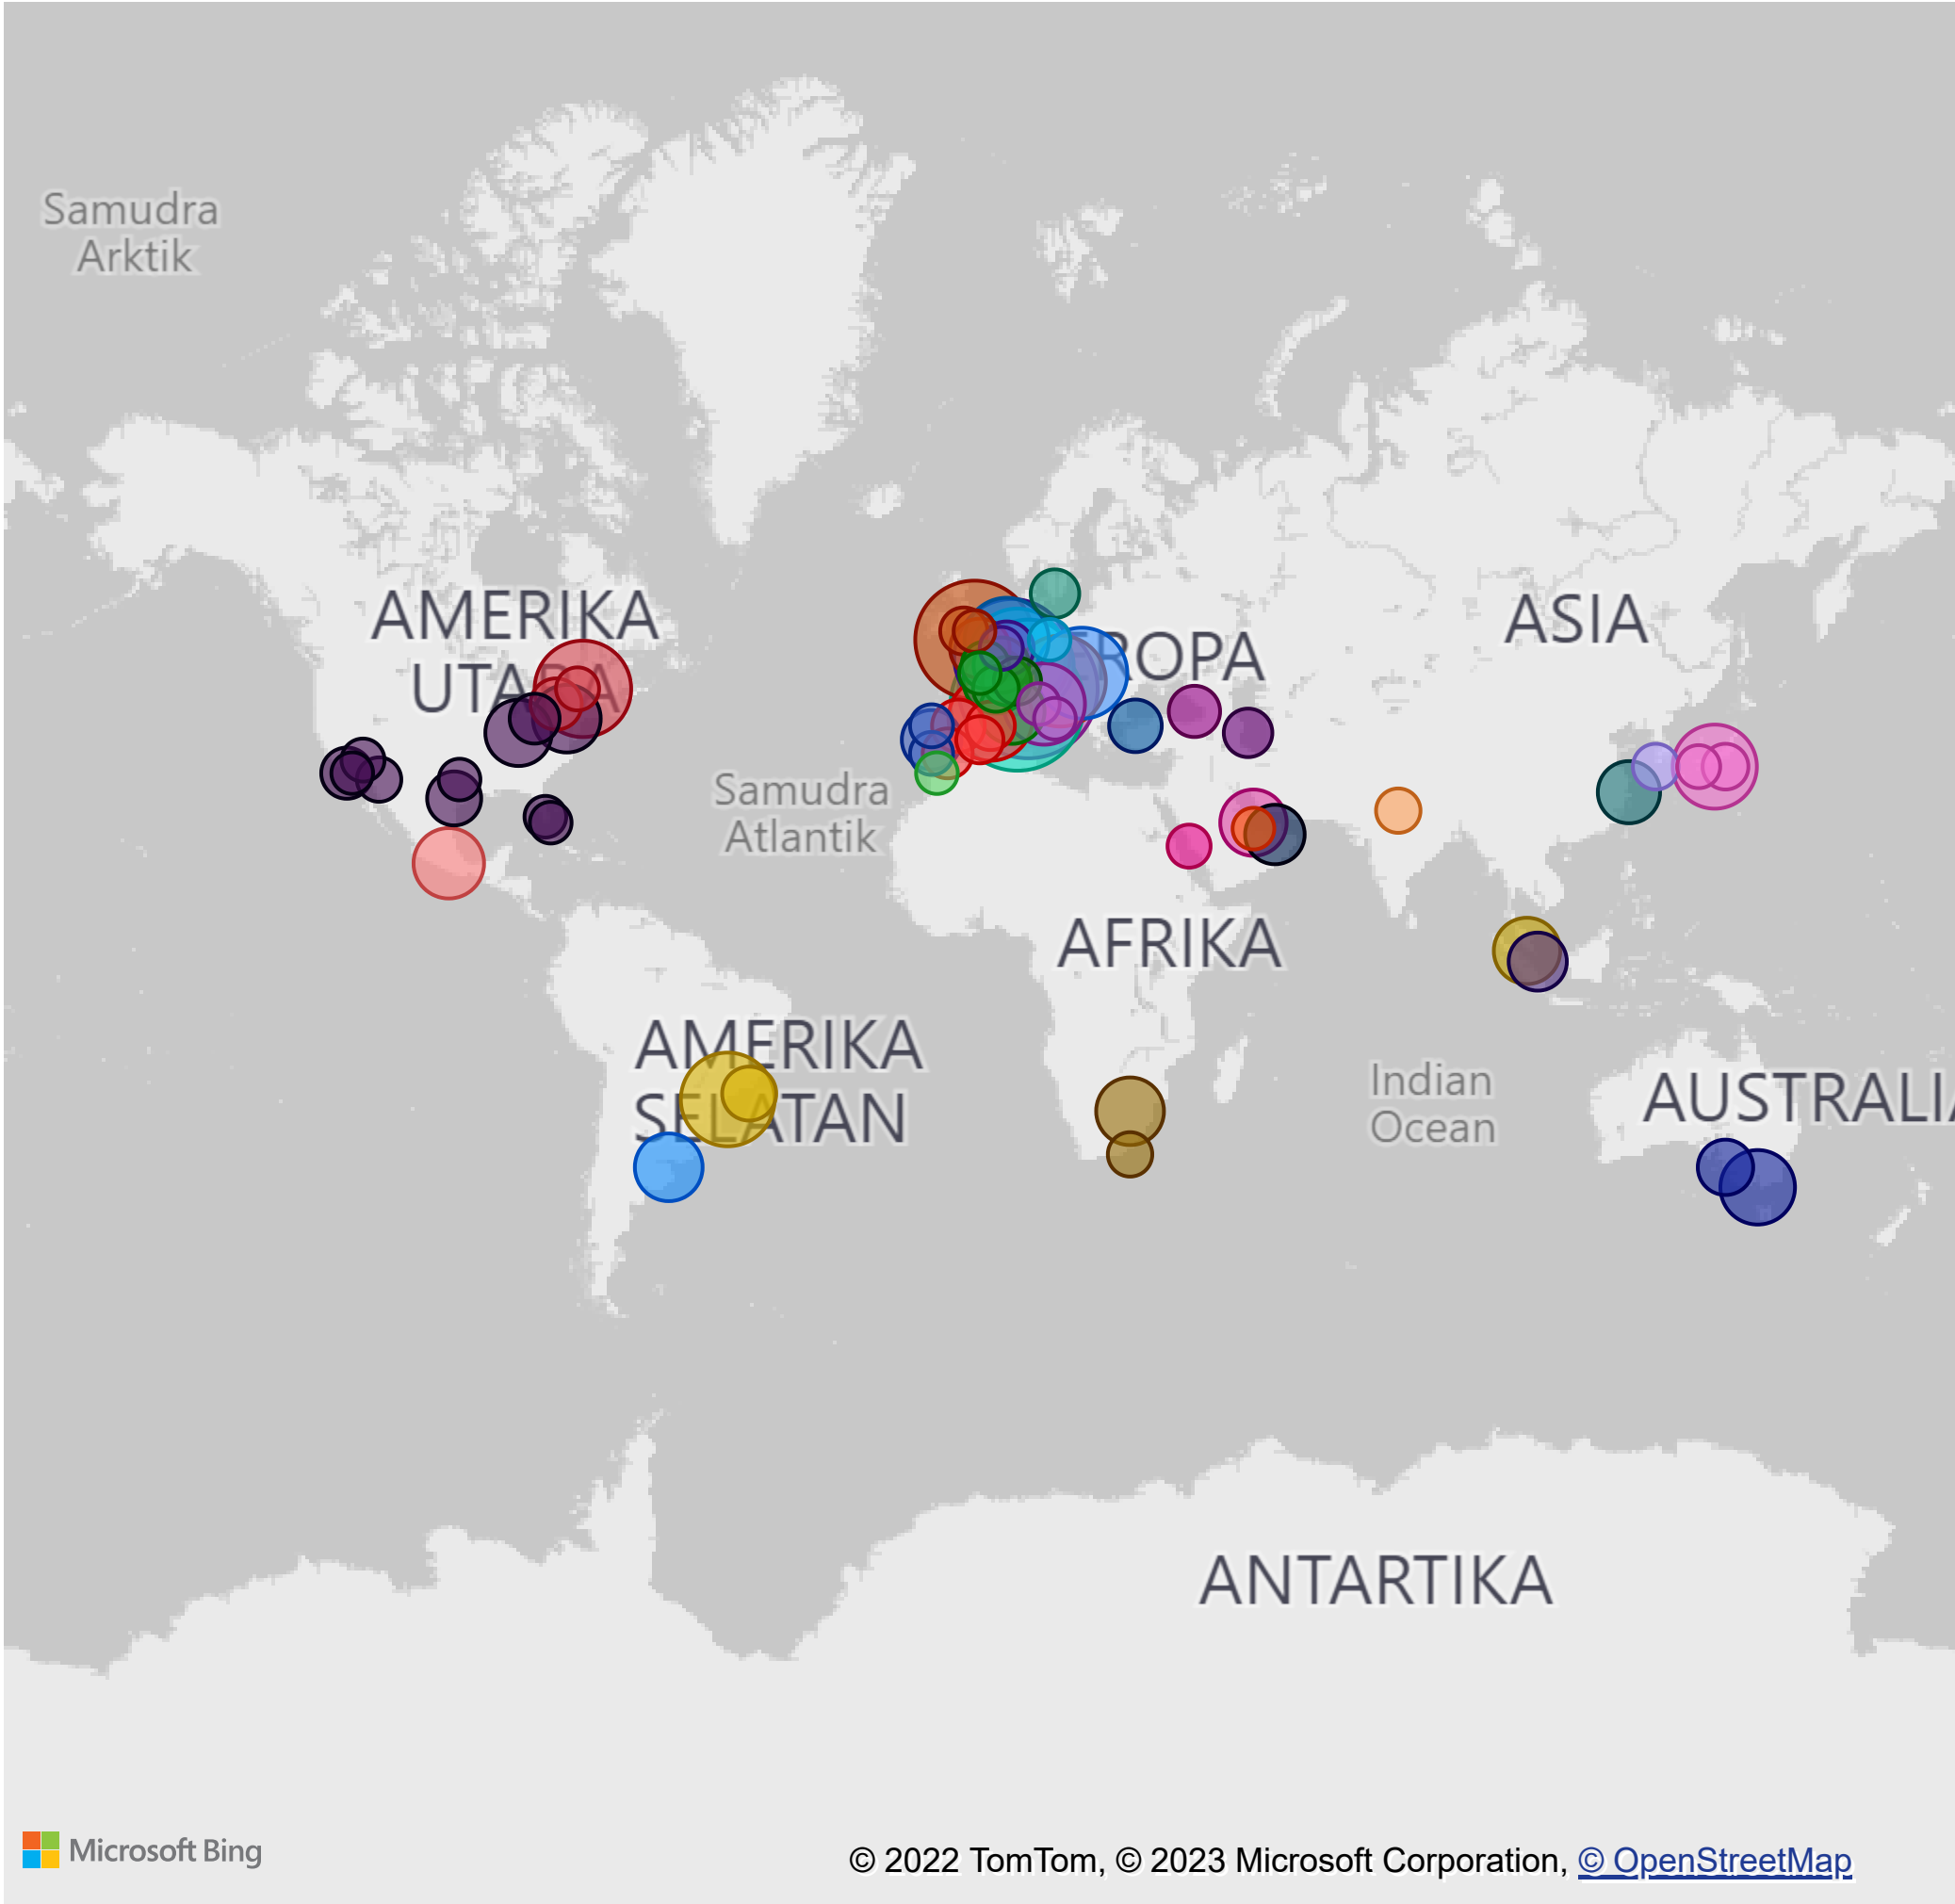 Samudra
Arktik
AMERIKA
UTARA
EROPA
ASIA
Samudra
Atlantik
AFRIKA
AMERIKA
SELATAN
Indian
Ocean
AUSTRALIA
ANTARTIKA
Microsoft Bing
© 2022 TomTom, © 2023 Microsoft Corporation, © OpenStreetMap